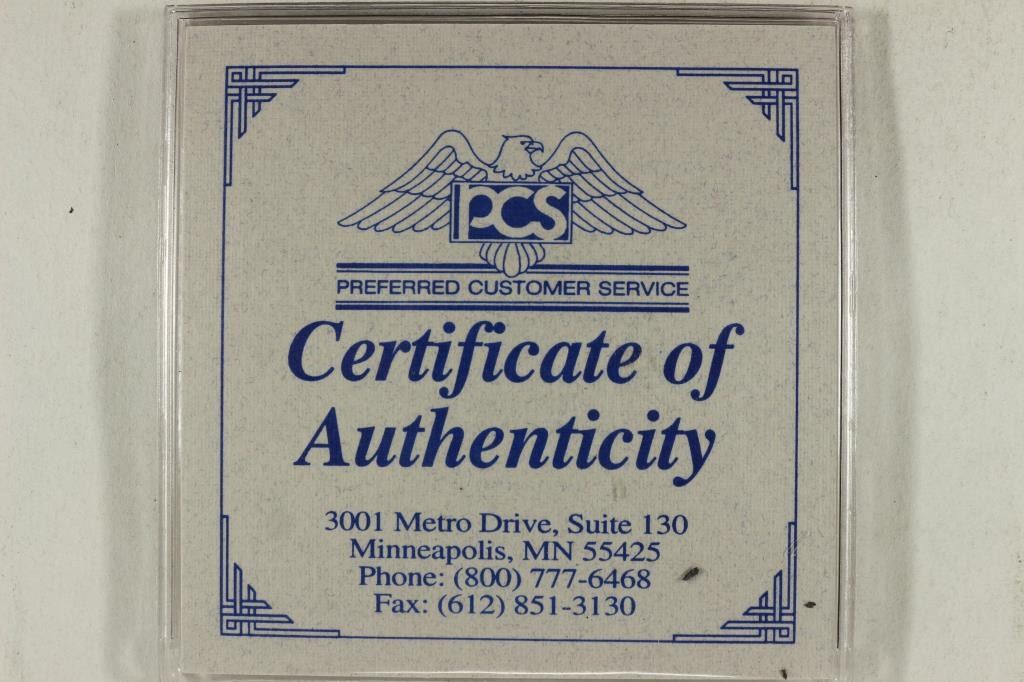 PCS
PREFERRED CUSTOMER SERVICE
Certificate of
Authenticity
3001 Metro Drive, Suite 130
Minneapolis, MN 55425
Phone: (800) 777-6468
Fax: (612) 851-3130